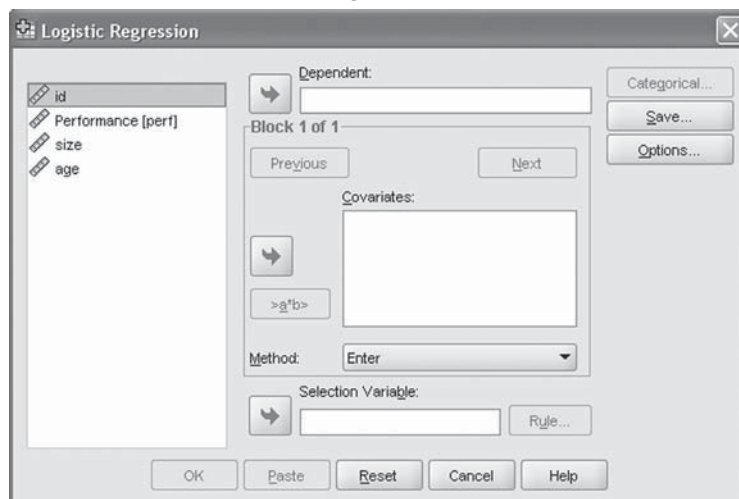 Logistic Regression
id
Performance [perf]
size
age
Dependent:
Block 1 of 1
Previous
Next
Covariates:
>a*b>
Method:
Enter
Selection Variable:
Rule...
Categorical...
Save...
Options...
OK
Paste
Reset
Cancel
Help